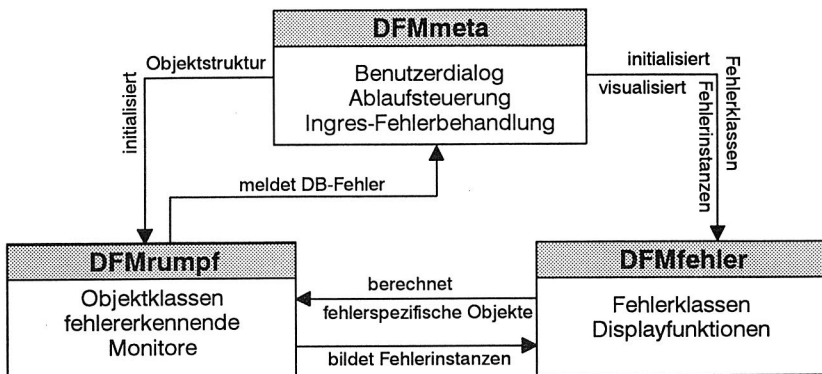 DFMmeta
Benutzerdialog
Ablaufsteuerung
Ingres-Fehlerbehandlung
Objektstruktur
initialisiert
initialisiert
visualisiert
Fehlerklassen
Fehlerinstanzen
meldet DB-Fehler
DFMrumpf
Objektklassen
fehlererkennende
Monitore
berechnet
fehlerspezifische Objekte
bildet Fehlerinstanzen
DFMfehler
Fehlerklassen
Displayfunktionen